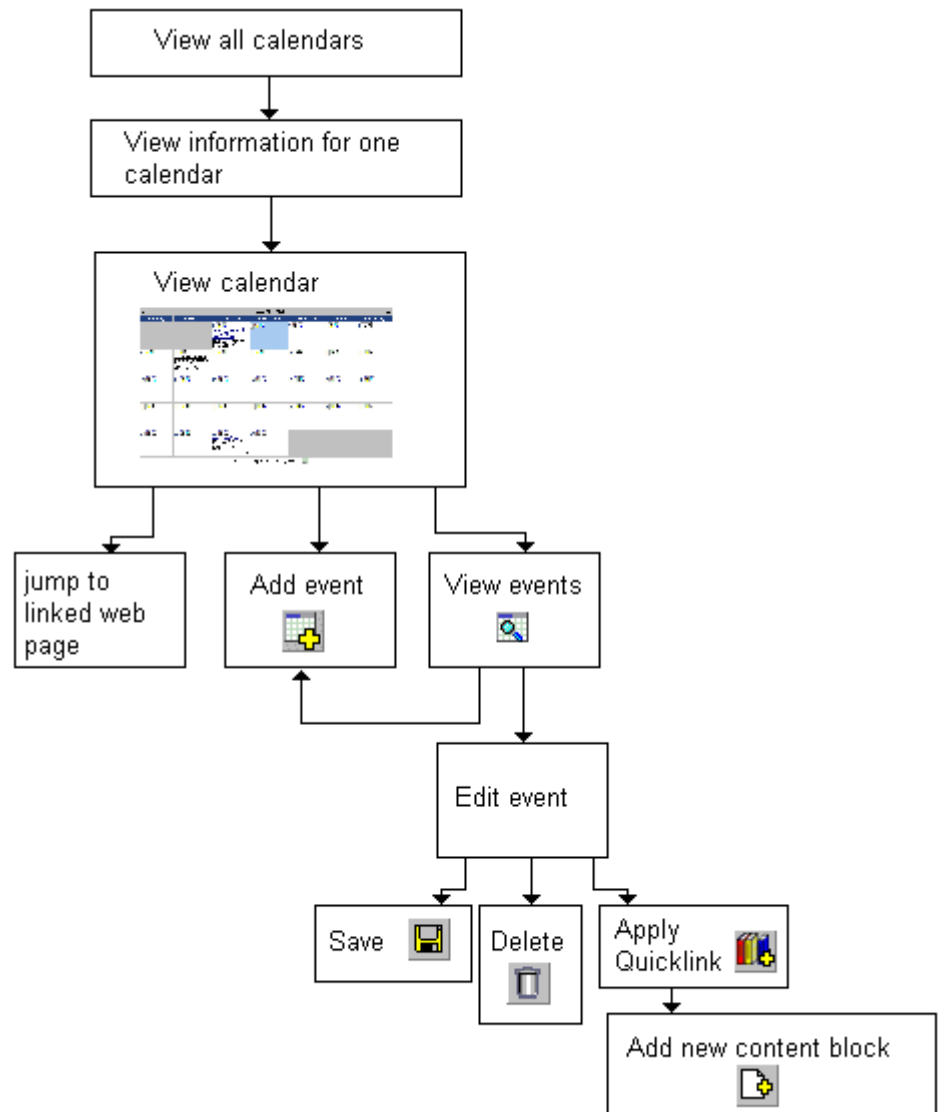 View all calendars
View information for one
calendar
View calendar
jump to
linked web
page
Add event
View events
Edit event
Save
Delete
Apply
Quicklink
Add new content block